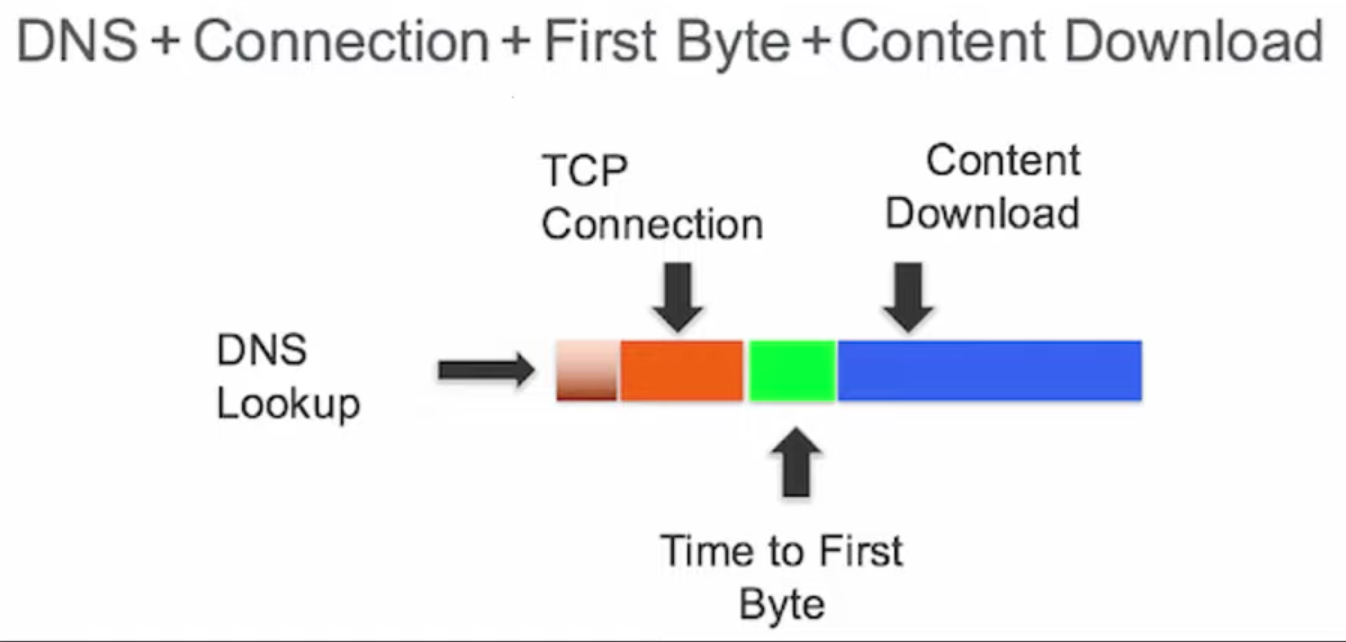 DNS + Connection + First Byte + Content Download
TCP
Connection
Content
Download
DNS
Lookup
Time to First
Byte